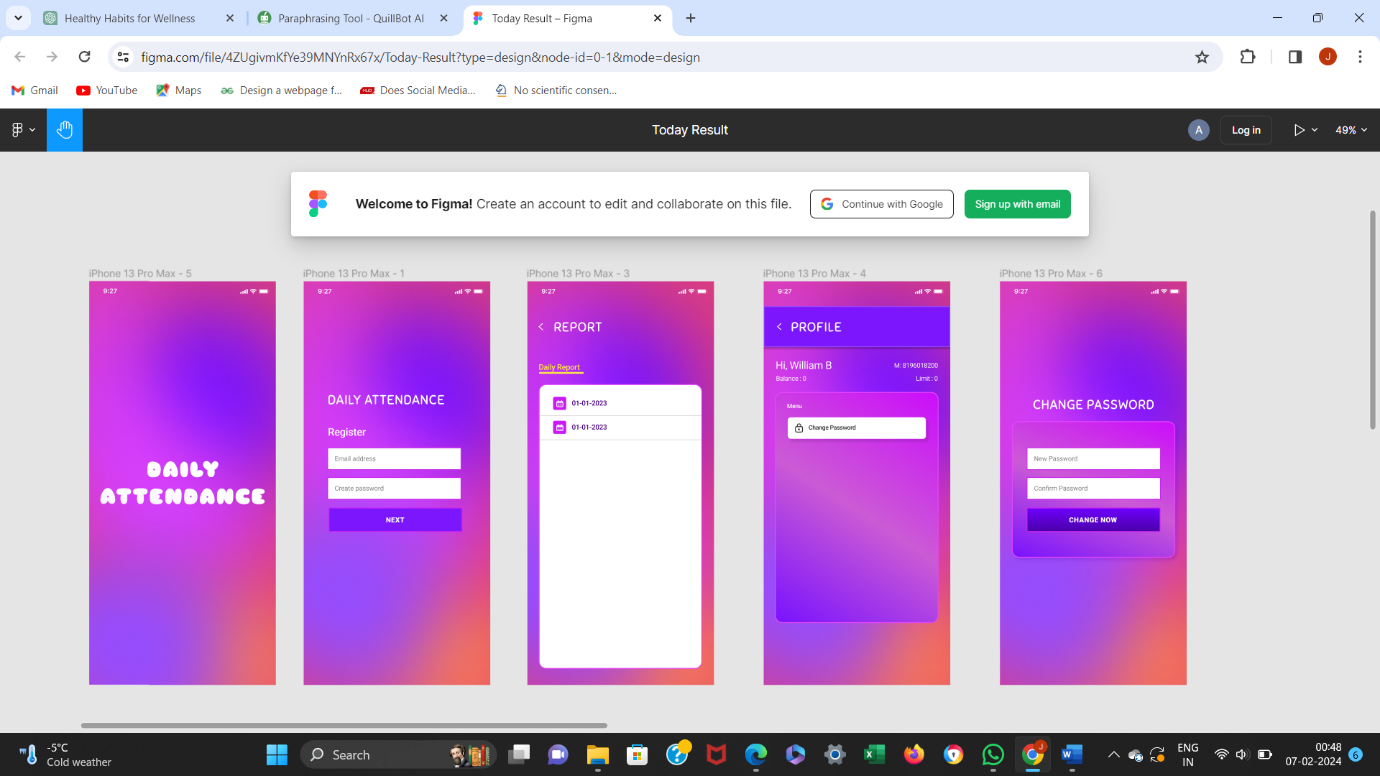 Healthy Habits for Wellness
Paraphrasing Tool - QuillBot AI
Today Result – Figma
figma.com/file/4ZUgivmKfYe39MNYnRx67x/Today-Result?type=design&node-id=0-1&mode=design
J
Gmail
YouTube
Maps
Design a webpage f...
Does Social Media...
No scientific consen...
Today Result
A
Log in
49%
Welcome to Figma! Create an account to edit and collaborate on this file.
Continue with Google
Sign up with email
iPhone 13 Pro Max - 5
9:27
DAILY
ATTENDANCE
iPhone 13 Pro Max - 1
9:27
DAILY ATTENDANCE
Register
Email address
Create password
NEXT
iPhone 13 Pro Max - 3
9:27
< REPORT
Daily Report
01-01-2023
01-01-2023
iPhone 13 Pro Max - 4
9:27
< PROFILE
Hi, William B
M: 8196018200
Balance : 0
Limit : 0
Menu
Change Password
iPhone 13 Pro Max - 6
9:27
CHANGE PASSWORD
New Password
Confirm Password
CHANGE NOW
-5°C
Cold weather
Search
ENG
IN
00:48
07-02-2024
6